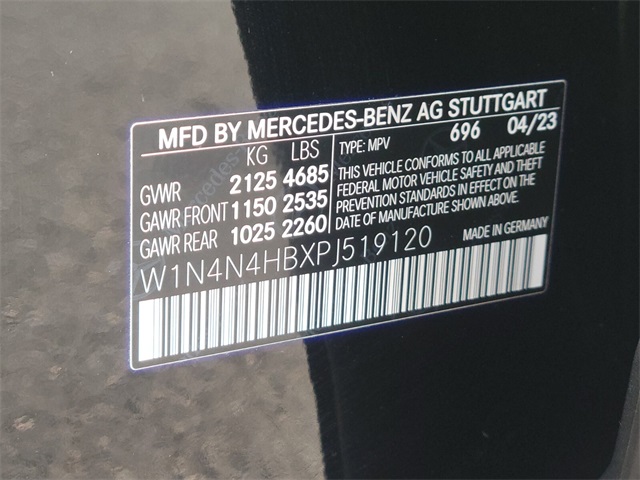 MFD BY MERCEDES-BENZ AG STUTTGART
KG LBS
GVWR 2125 4685
GAWR FRONT 1150 2535
GAWR REAR 1025 2260
TYPE: MPV 696 04/23
THIS VEHICLE CONFORMS TO ALL APPLICABLE
FEDERAL MOTOR VEHICLE SAFETY AND THEFT
PREVENTION STANDARDS IN EFFECT ON THE
DATE OF MANUFACTURE SHOWN ABOVE.
MADE IN GERMANY
W1N4N4HBXPJ519120